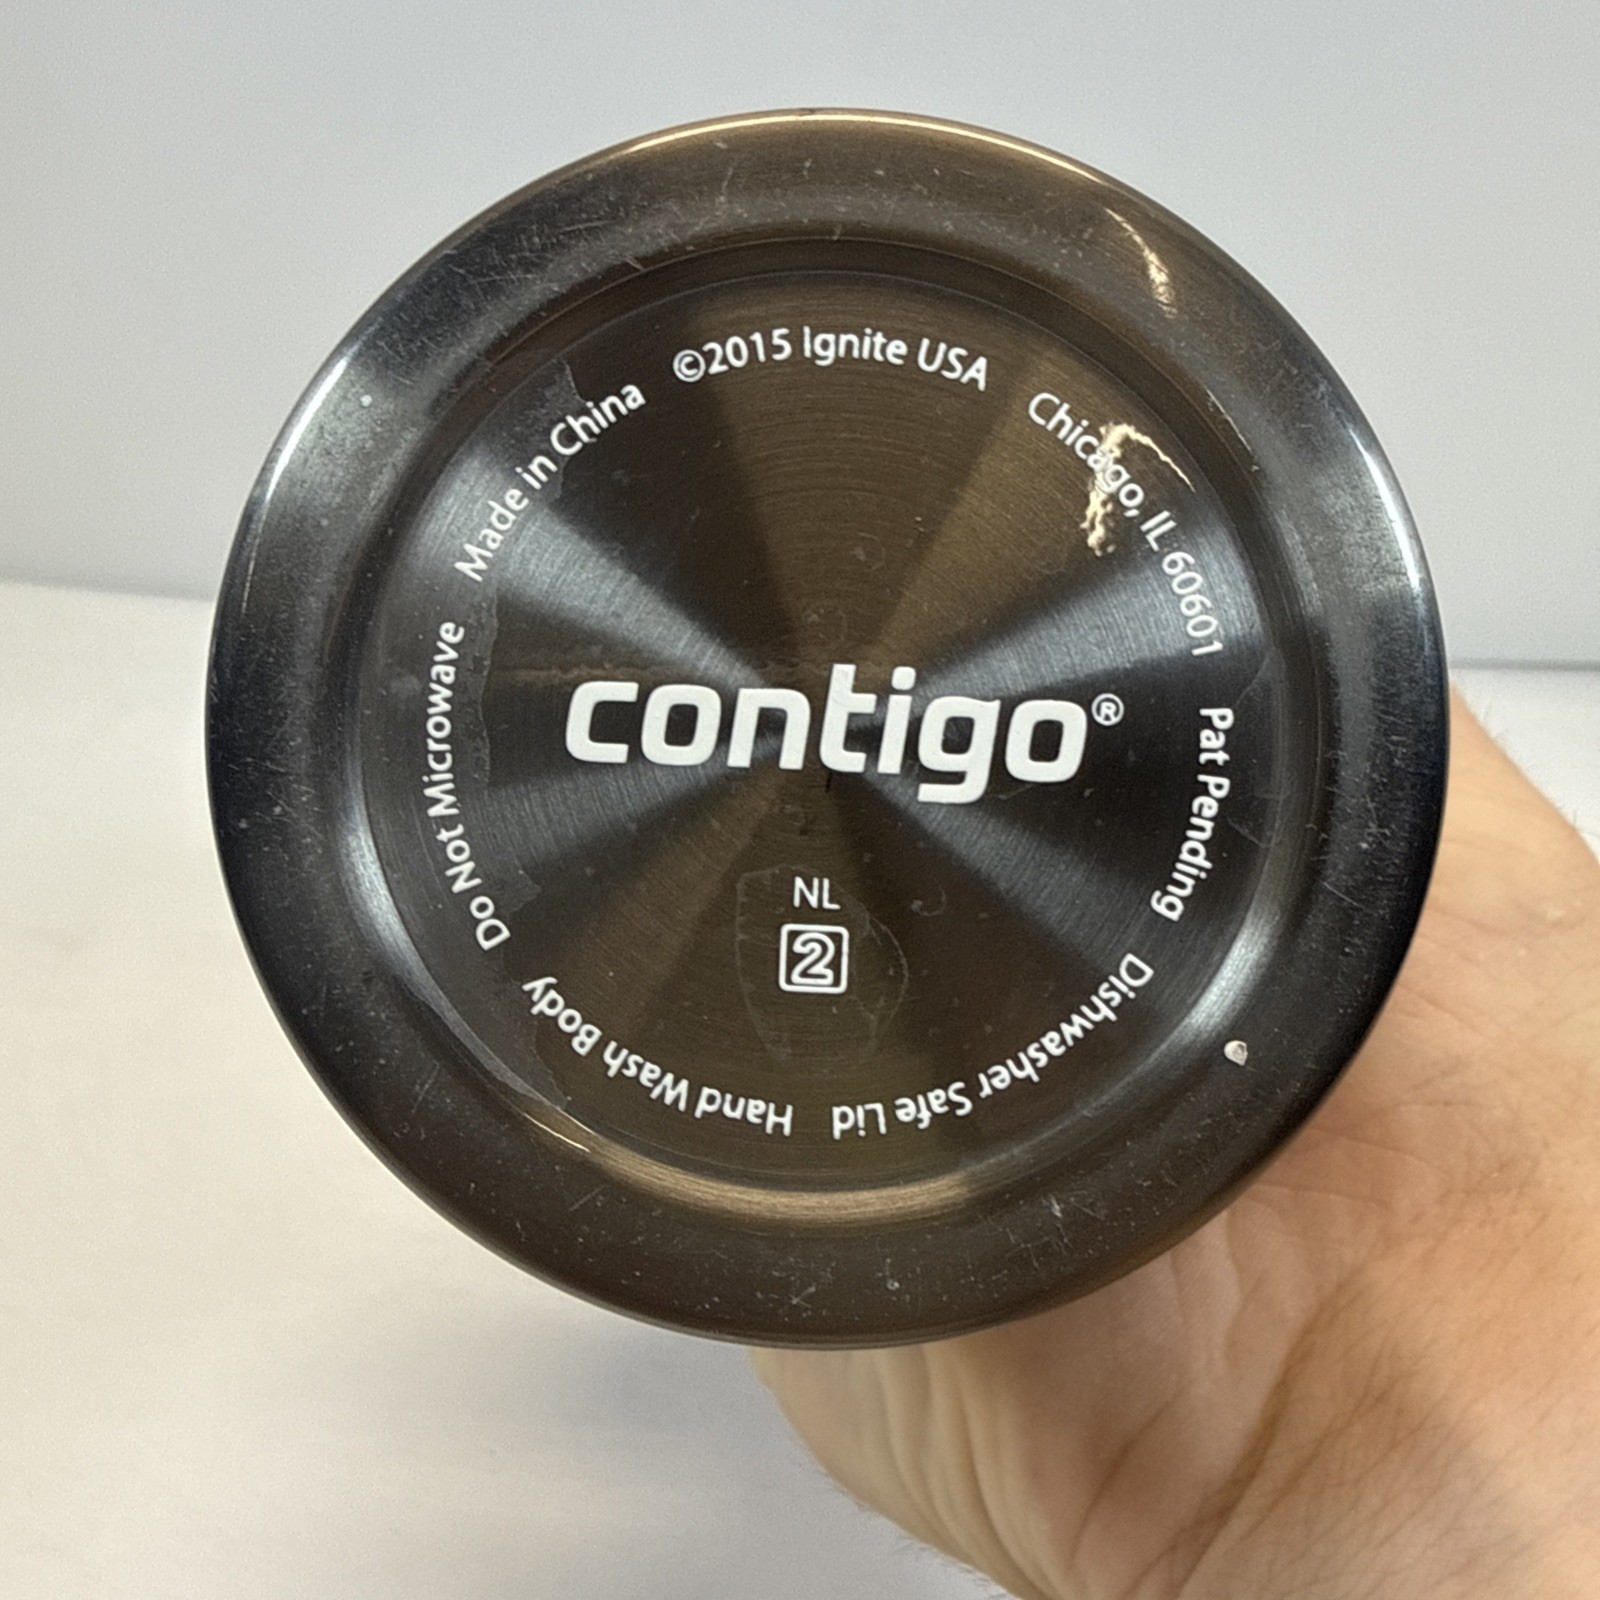 ©2015 Ignite USA
Chicago, IL 60601
Pat Pending
Dishwasher Safe Lid
Hand Wash Body
Do Not Microwave
Made in China
contigo®
NL
2